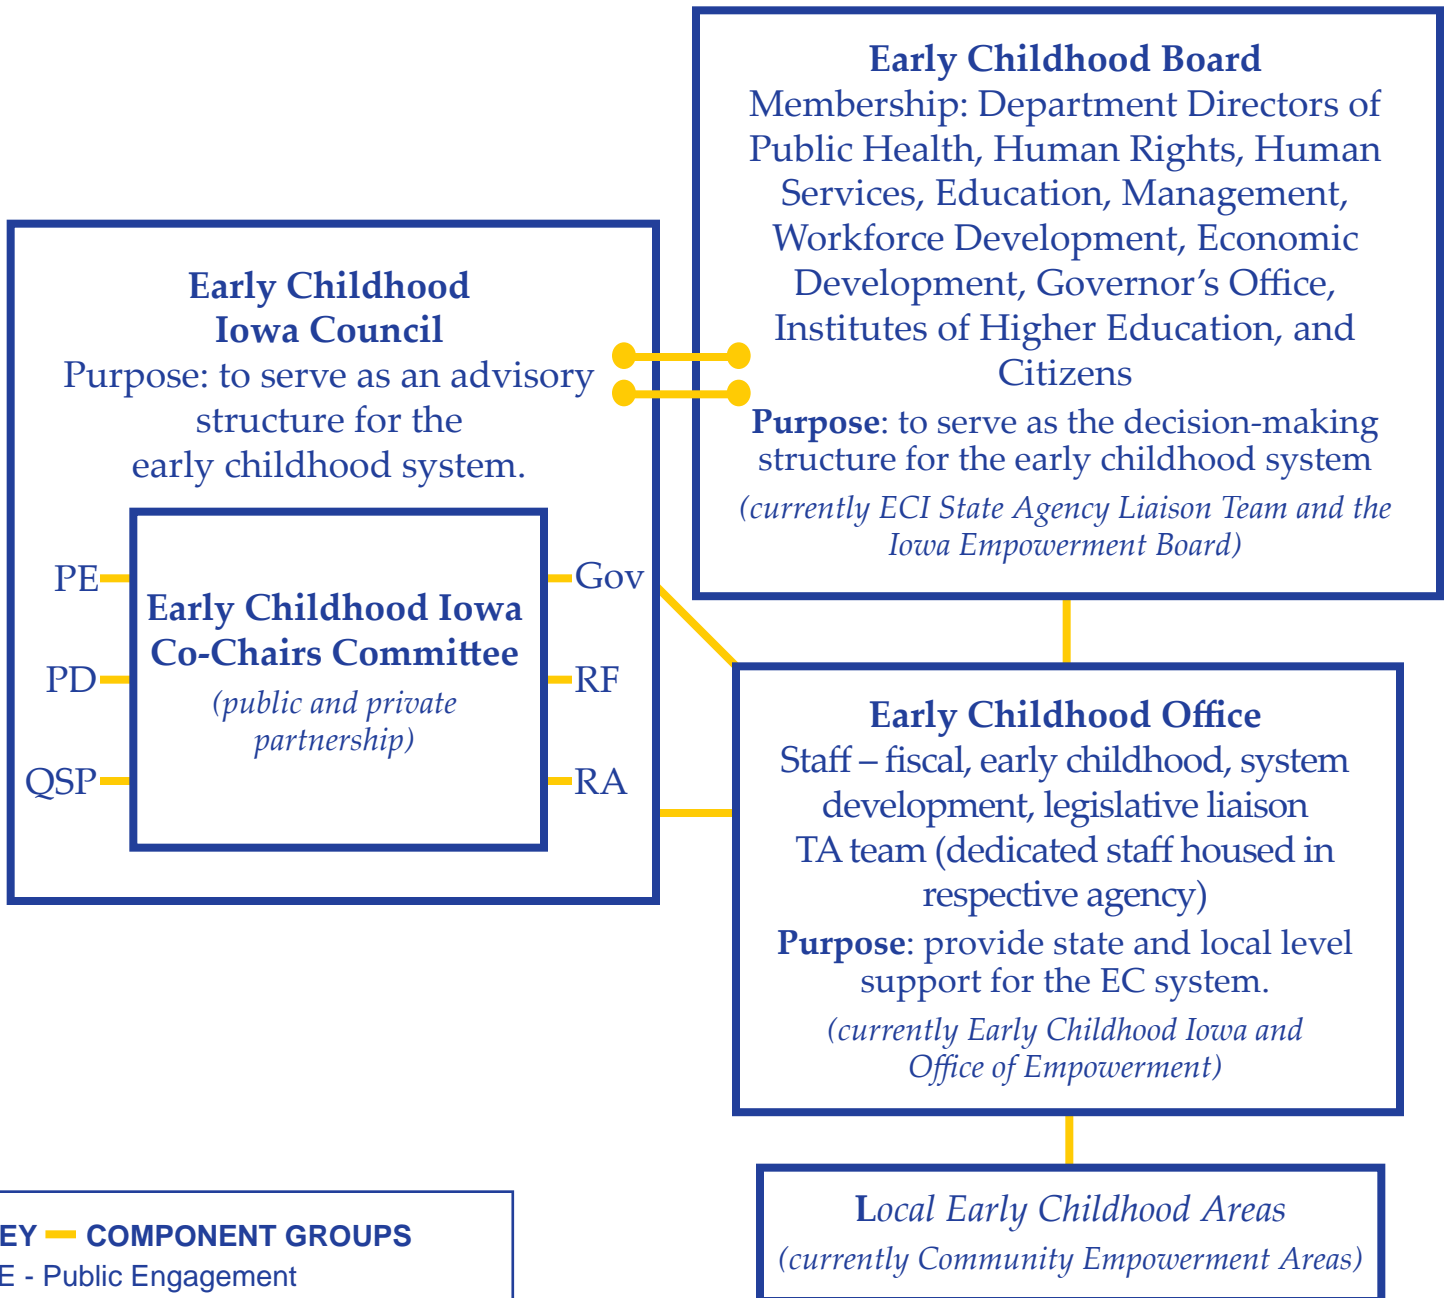 Early Childhood Board
Membership: Department Directors of
Public Health, Human Rights, Human
Services, Education, Management,
Workforce Development, Economic
Development, Governor’s Office,
Institutes of Higher Education, and
Citizens
Purpose: to serve as the decision-making
structure for the early childhood system
(currently ECI State Agency Liaison Team and the
Iowa Empowerment Board)
Early Childhood
Iowa Council
Purpose: to serve as an advisory
structure for the
early childhood system.
PE
PD
QSP
Early Childhood Iowa
Co-Chairs Committee
(public and private
partnership)
Gov
RF
RA
Early Childhood Office
Staff – fiscal, early childhood, system
development, legislative liaison
TA team (dedicated staff housed in
respective agency)
Purpose: provide state and local level
support for the EC system.
(currently Early Childhood Iowa and
Office of Empowerment)
Local Early Childhood Areas
(currently Community Empowerment Areas)
EY COMPONENT GROUPS
E - Public Engagement